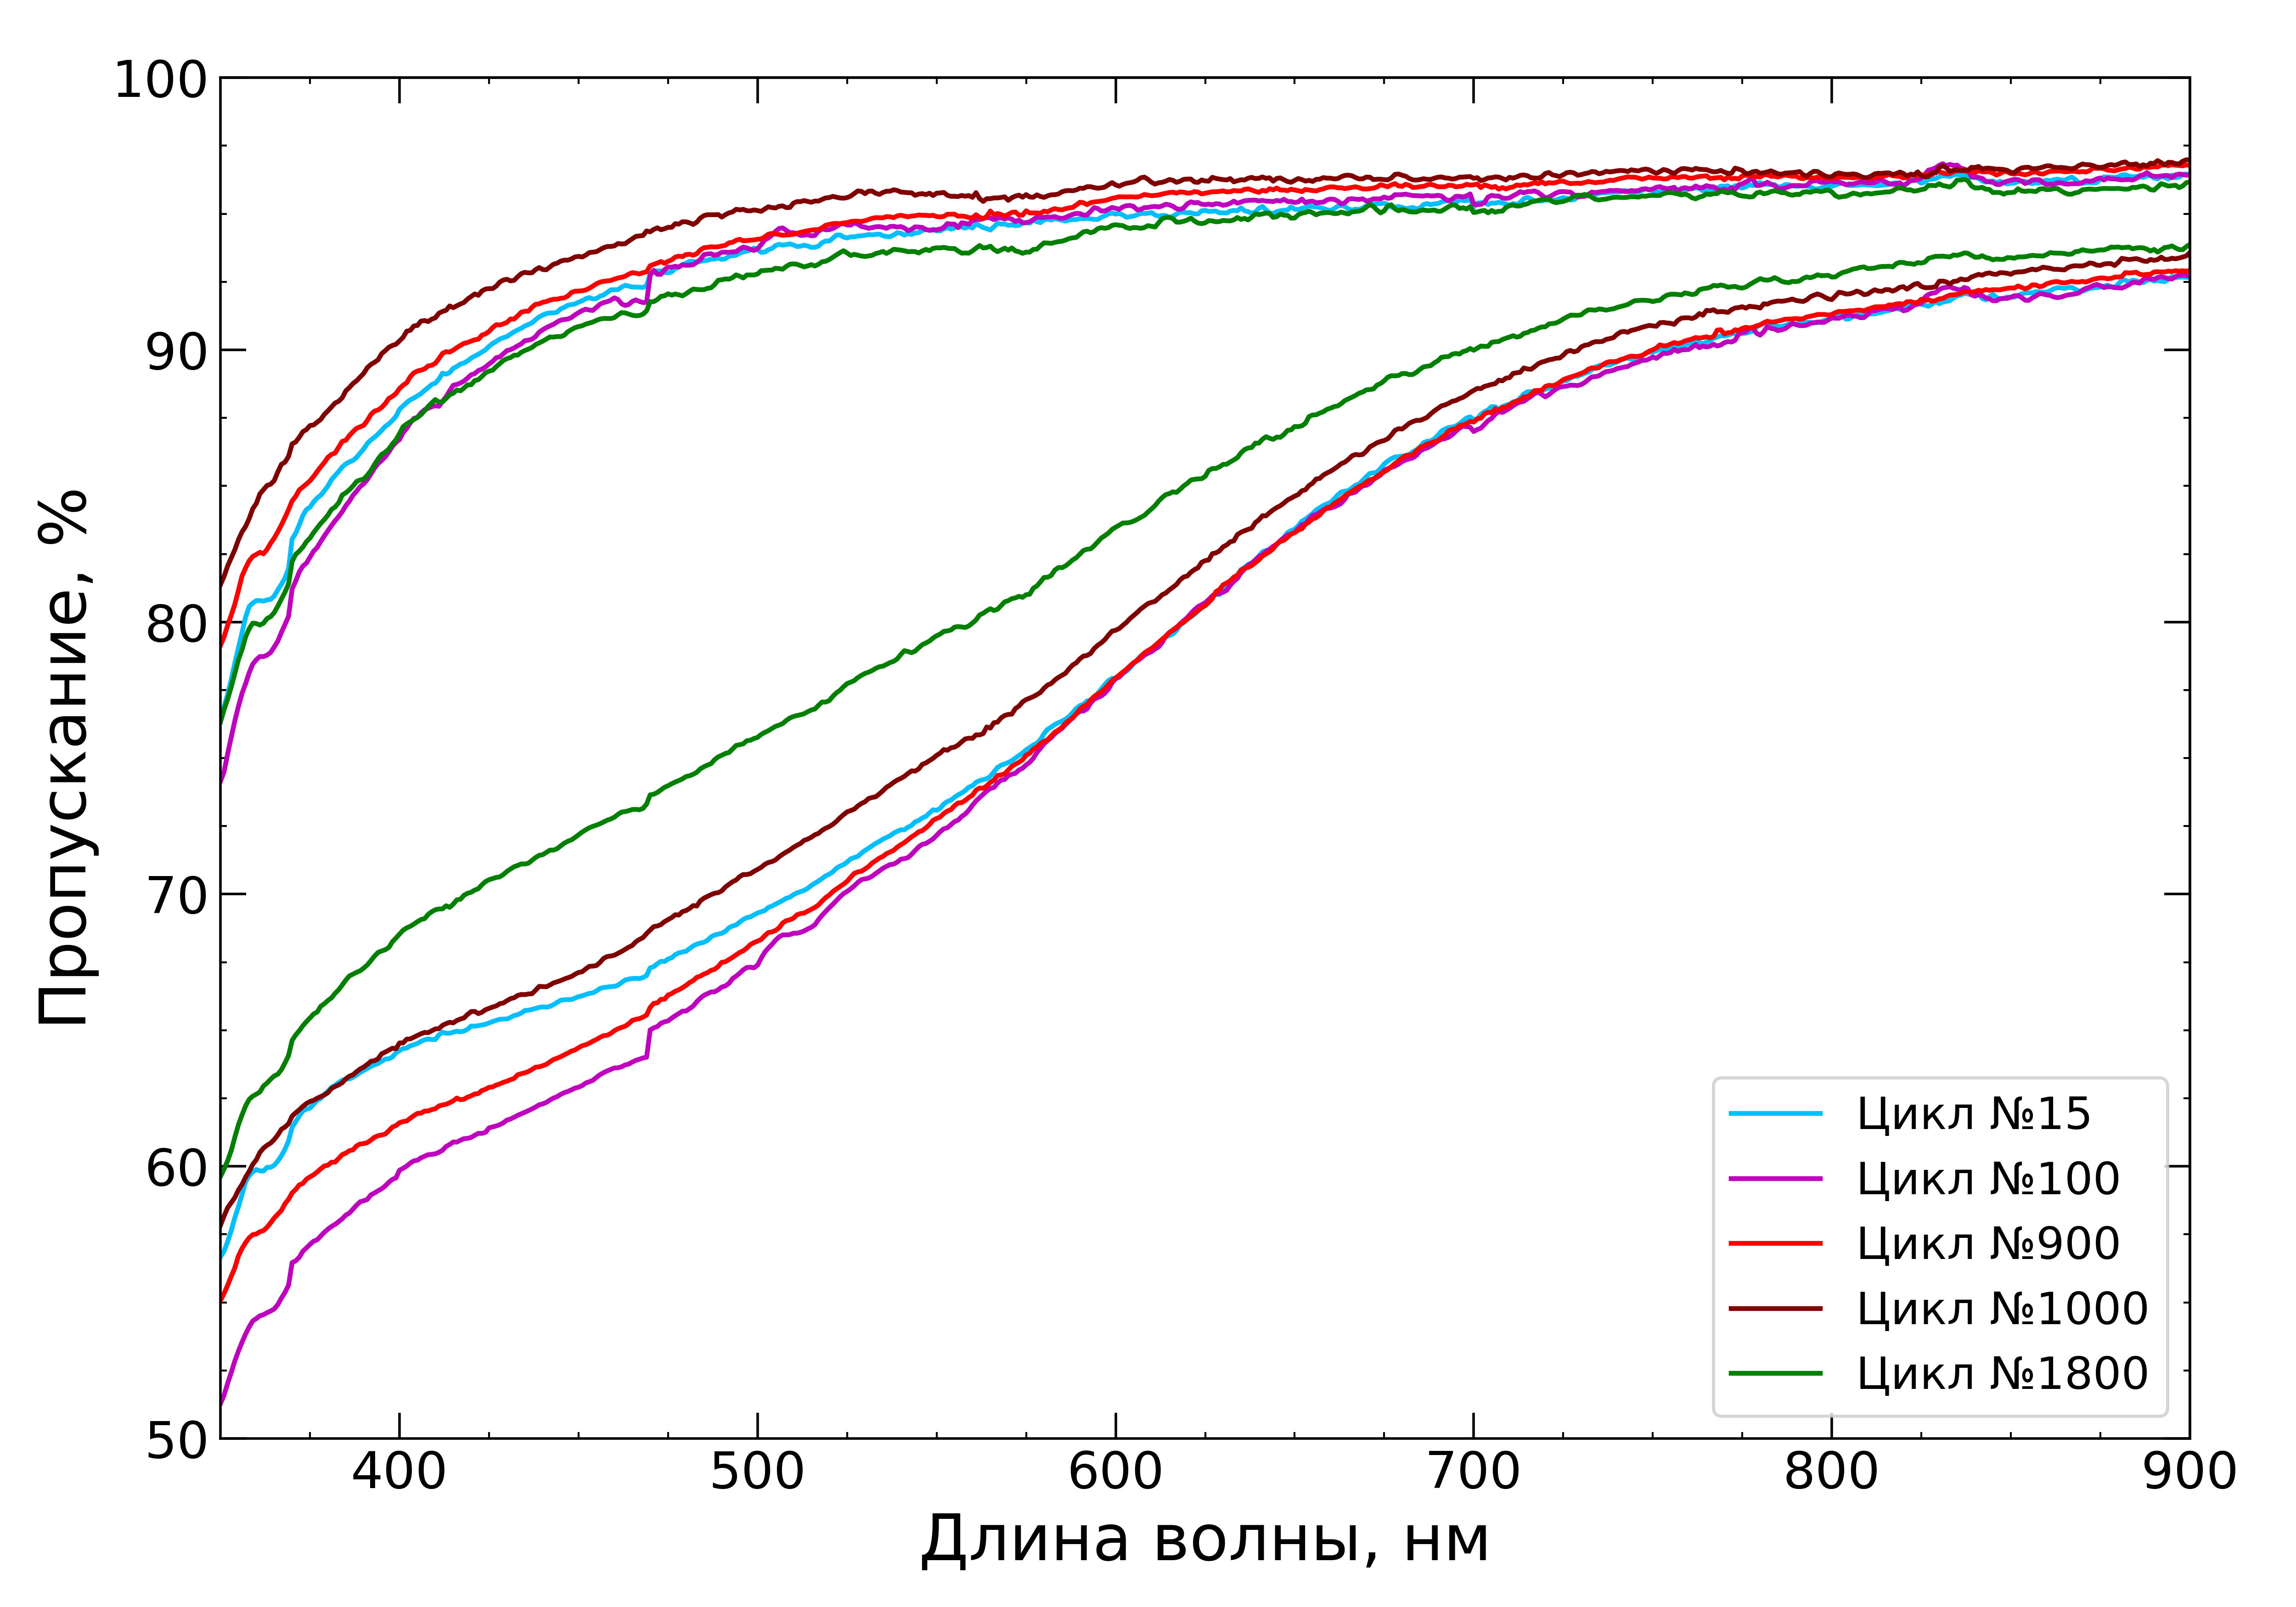 Пропускание, %
100
90
80
70
60
50
400
500
600
700
800
900
Длина волны, нм
Цикл №15
Цикл №100
Цикл №900
Цикл №1000
Цикл №1800